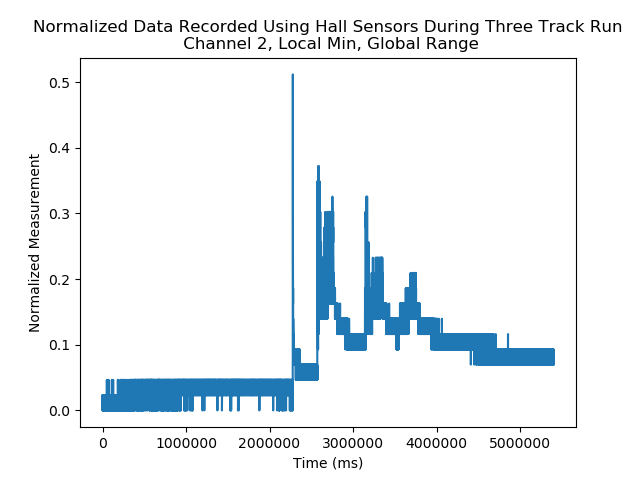 Normalized Data Recorded Using Hall Sensors During Three Track Run
Channel 2, Local Min, Global Range
0.5
0.4
0.3
0.2
0.1
0.0
Normalized Measurement
0 1000000 2000000 3000000 4000000 5000000
Time (ms)